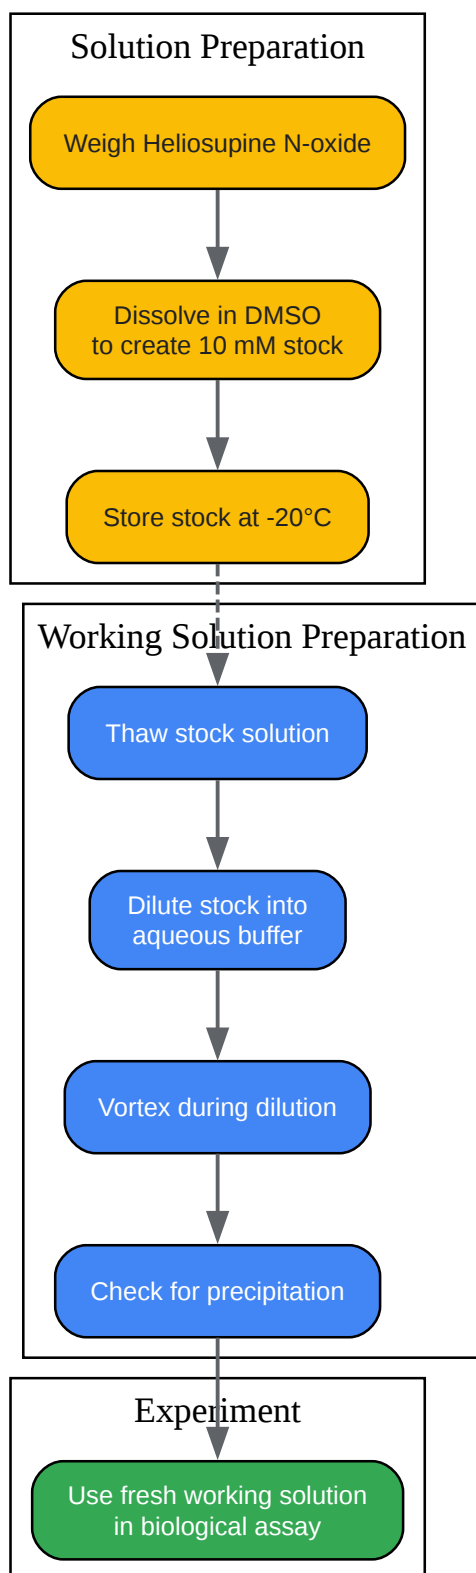 Solution Preparation
Weigh Heliosupine N-oxide
Dissolve in DMSO
to create 10 mM stock
Store stock at -20°C
Working Solution Preparation
Thaw stock solution
Dilute stock into
aqueous buffer
Vortex during dilution
Check for precipitation
Experiment
Use fresh working solution
in biological assay